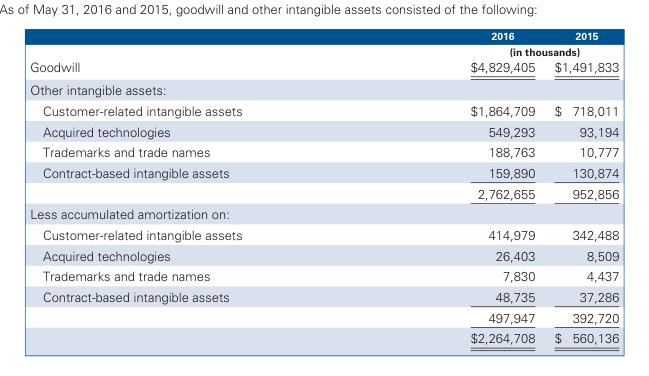 As of May 31, 2016 and 2015, goodwill and other intangible assets consisted of the following:
2016 2015
(in thousands)
Goodwill $4,829,405 $1,491,833
Other intangible assets:
Customer-related intangible assets $1,864,709 $ 718,011
Acquired technologies 549,293 93,194
Trademarks and trade names 188,763 10,777
Contract-based intangible assets 159,890 130,874
2,762,655 952,856
Less accumulated amortization on:
Customer-related intangible assets 414,979 342,488
Acquired technologies 26,403 8,509
Trademarks and trade names 7,830 4,437
Contract-based intangible assets 48,735 37,286
497,947 392,720
$2,264,708 $ 560,136